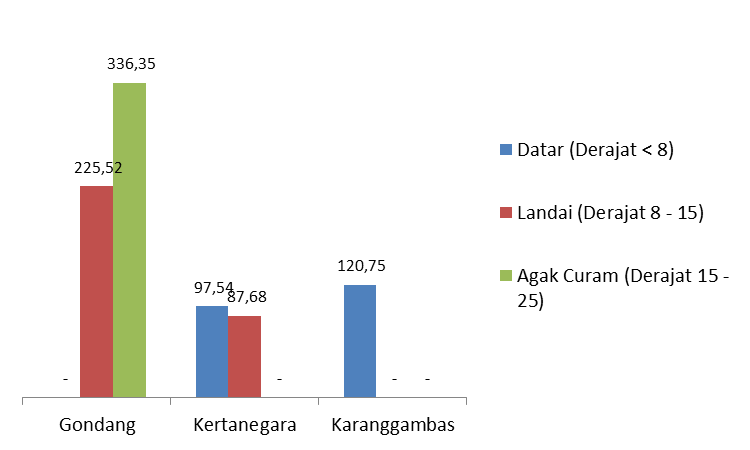 336,35
225,52
120,75
97,54
87,68
-
-
-
-
Gondang
Kertanegara
Karanggambas
Datar (Derajat < 8)
Landai (Derajat 8 - 15)
Agak Curam (Derajat 15 -
25)